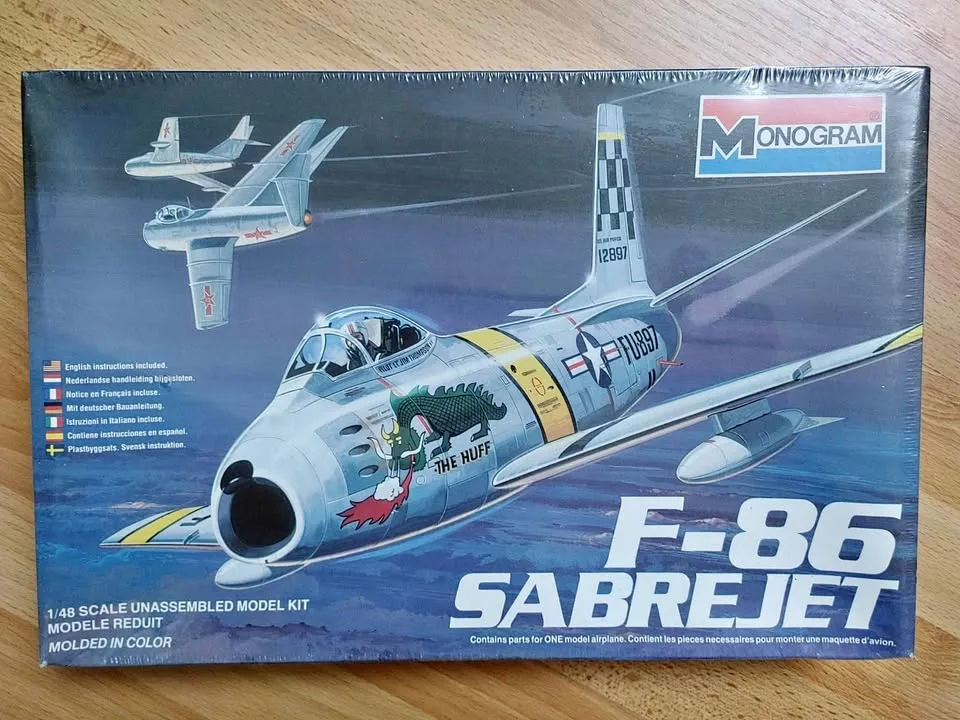 MONOGRAM
®
U.S. AIR FORCE
12897
FU897
English instructions included.
Nederlandse handleiding bijgesloten.
Notice en Français incluse.
Mit deutscher Bauanleitung.
Istruzioni in Italiano incluse.
Contiene instrucciones en español.
Plastbyggsats. Svensk instruktion.
THE HUFF
F-86
SABREJET
1/48 SCALE UNASSEMBLED MODEL KIT
MODELE REDUIT
MOLDED IN COLOR
Contains parts for ONE model airplane. Contient les pieces necessaires pour monter une maquette d'avion.